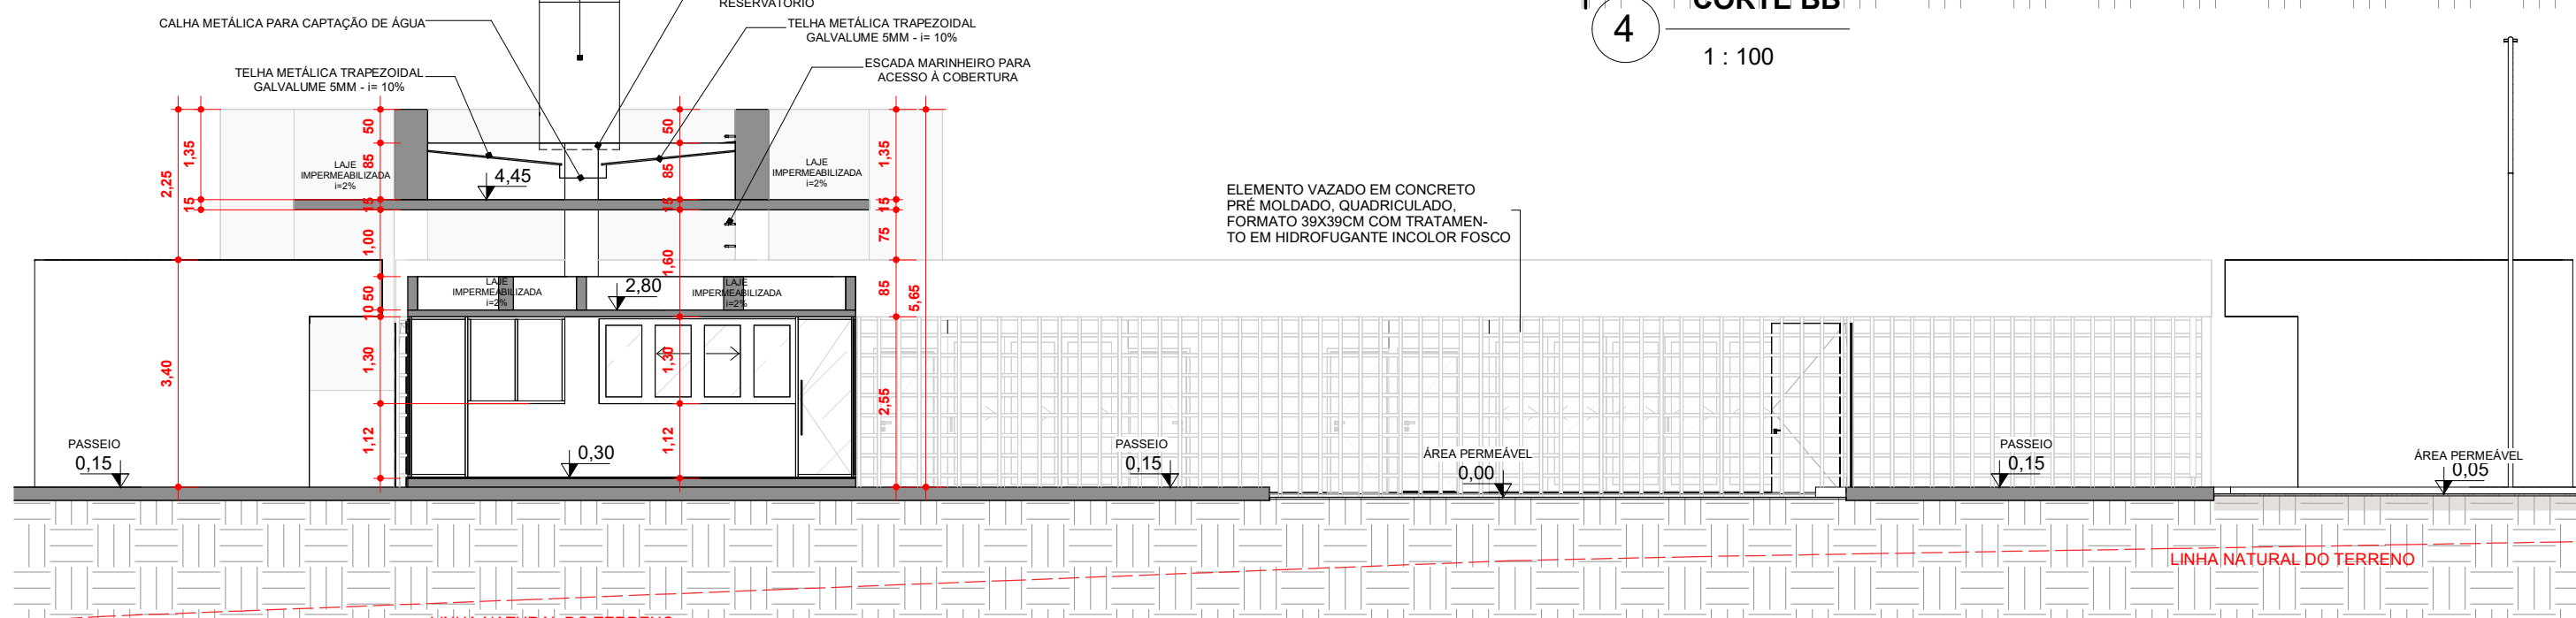 RESERVATÓRIO
CORTE BB
4
1 : 100
CALHA METÁLICA PARA CAPTAÇÃO DE ÁGUA
TELHA METÁLICA TRAPEZOIDAL
GALVALUME 5MM - i= 10%
ESCADA MARINHEIRO PARA
ACESSO À COBERTURA
TELHA METÁLICA TRAPEZOIDAL
GALVALUME 5MM - i= 10%
2,25
1,35
15
3,40
50
85
15
1,00
50
10
1,30
1,12
50
85
15
1,60
1,30
1,12
1,35
15
75
85
2,55
5,65
LAJE
IMPERMEABILIZADA
i=2%
4,45
LAJE
IMPERMEABILIZADA
i=2%
ELEMENTO VAZADO EM CONCRETO
PRÉ MOLDADO, QUADRICULADO,
FORMATO 39X39CM COM TRATAMEN-
TO EM HIDROFUGANTE INCOLOR FOSCO
LAJE
IMPERMEABILIZADA
i=2%
2,80
LAJE
IMPERMEABILIZADA
i=2%
PASSEIO
0,15
0,30
PASSEIO
0,15
ÁREA PERMEÁVEL
0,00
PASSEIO
0,15
ÁREA PERMEÁVEL
0,05
LINHA NATURAL DO TERRENO
LINHA NATURAL DO TERRENO